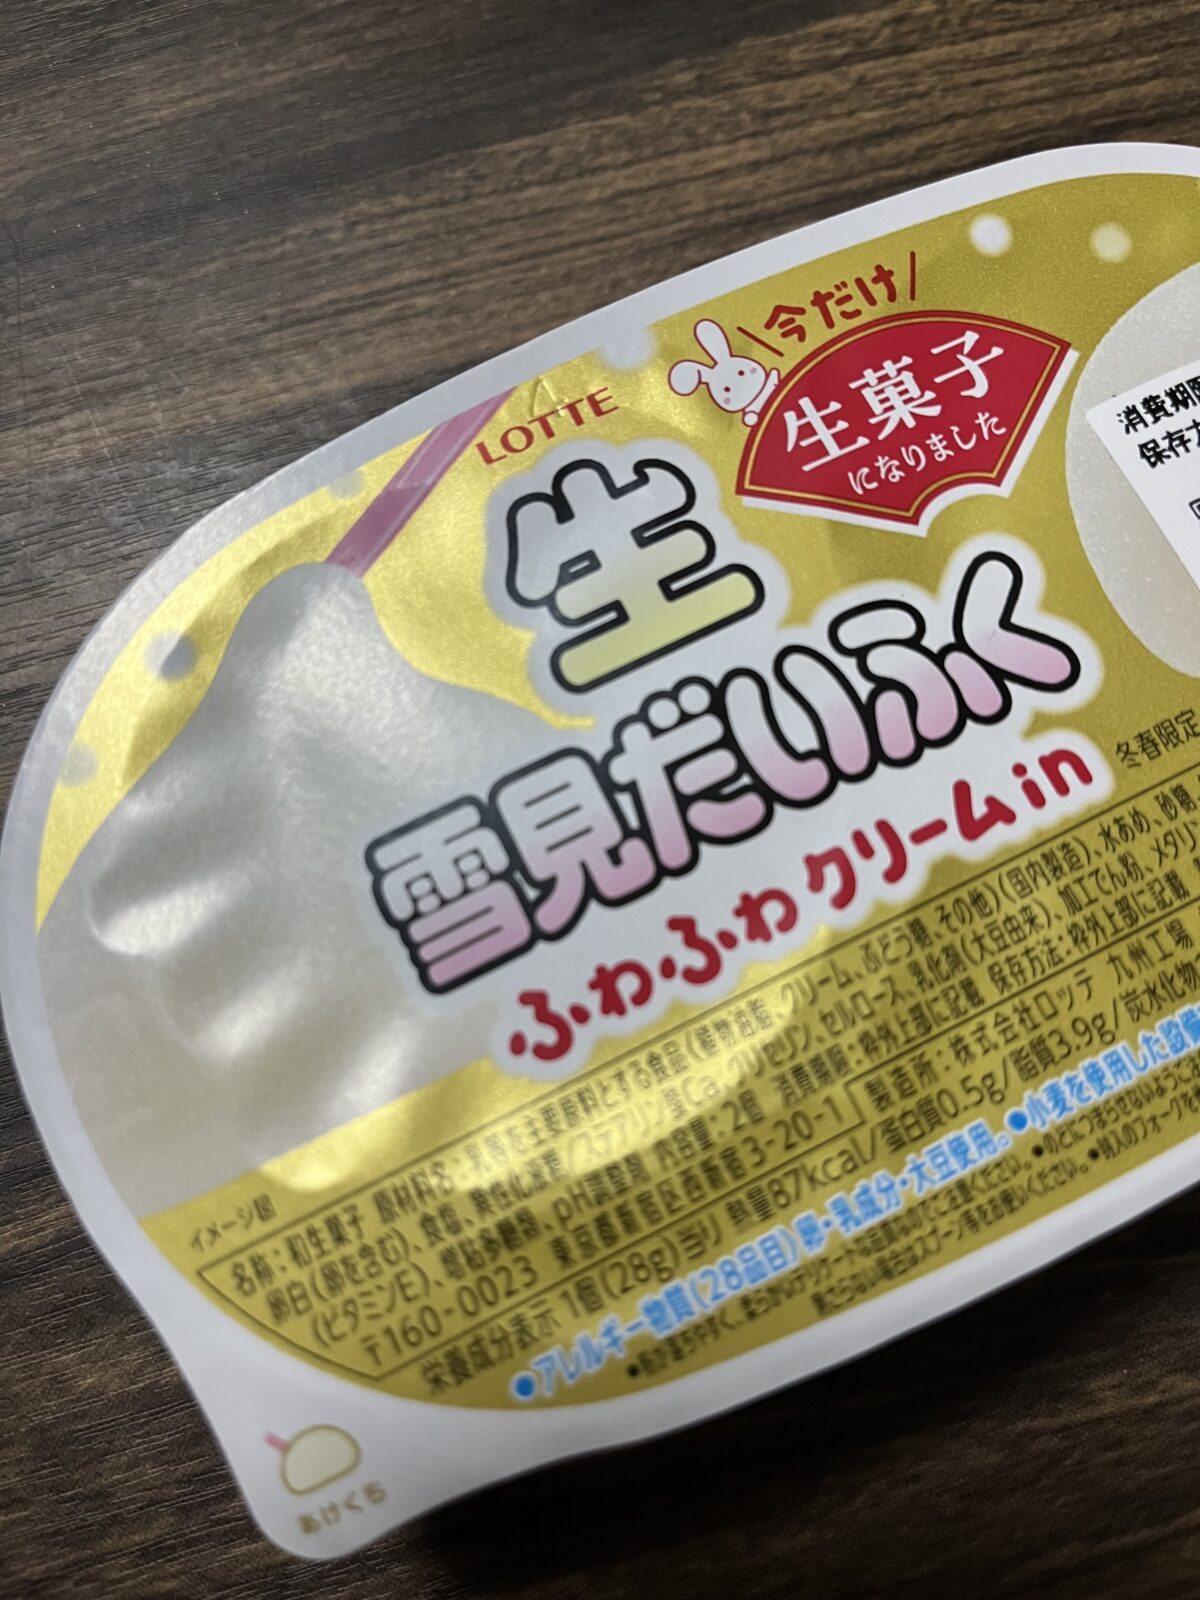 今だけ
LOTTE
生菓子
になりました
生
雪見だいふく
ふわふわクリームin
消費期限
保存方
冬春限定
イメージ図
名称:和生菓子 原材料名:乳等を主要原料とする食品(植物油脂、クリーム、ぶどう糖、その他)(国内製造)、水あめ、砂糖
卵白(卵を含む)、食塩、 /ステアリン酸Ca、グリセリン、セルロース、乳化剤(大豆由来)、加工でん粉、メタリ
(ビタミンE)、増粘多糖類、pH調整剤 内容量:2個 消費期限:枠外上部に記載 保存方法:枠外上部に記載
〒160-0023 東京都新宿区西新宿3-20-1 製造所:株式会社ロッテ 九州工場
栄養成分表示 1個(28g)当り 熱量87kcal/蛋白質0.5g/脂質3.9g/炭水化物
●アレルギー物質(28品目)卵・乳成分・大豆使用。●小麦を使用した設備
あけくち